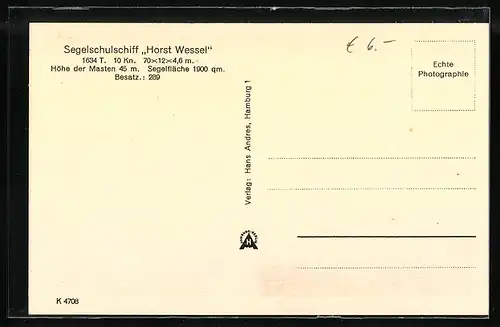 Segelschulschiff „Horst Wessel"
1634 T. 10 Kn. 70×12×4,6 m.
Höhe der Masten 45 m. Segelfläche 1900 qm.
Besatz.: 289
€ 6.–
Echte
Photographie
Verlag: Hans Andres, Hamburg 1
K 4708